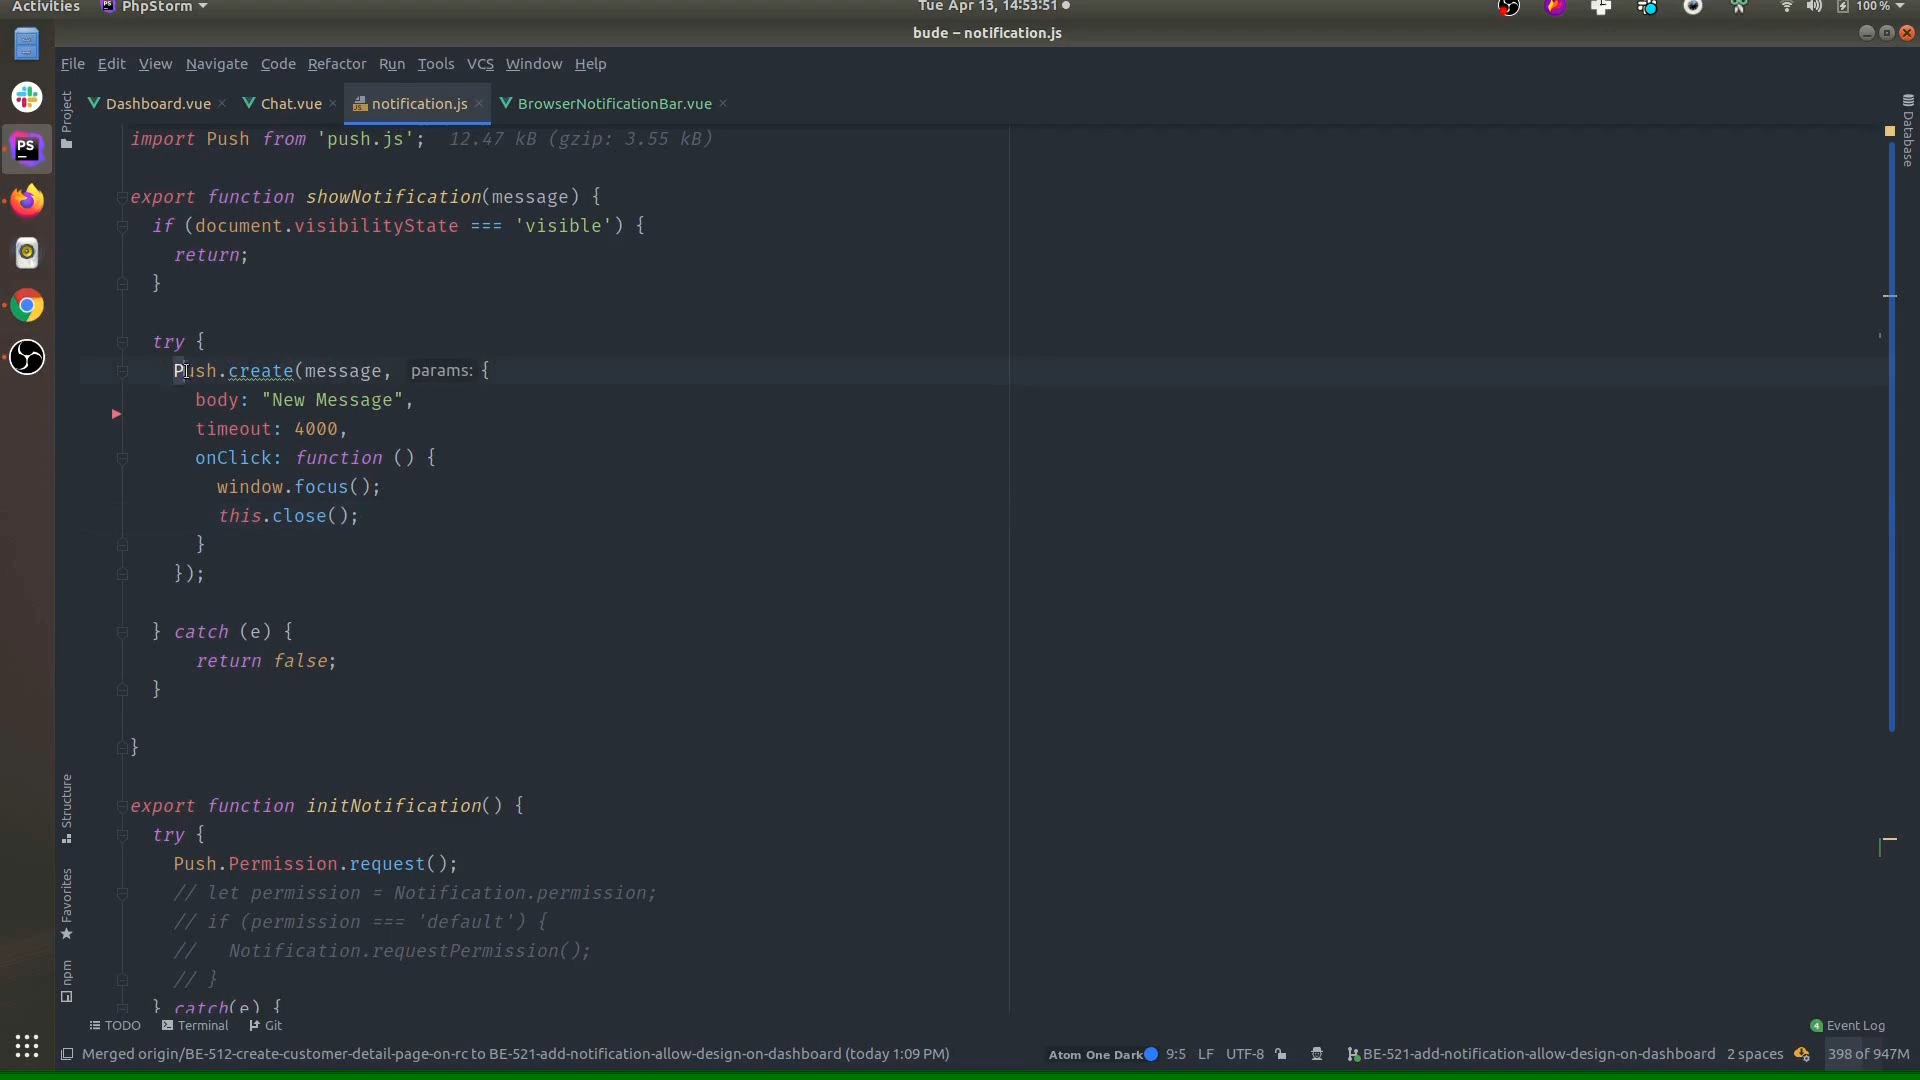 Activities PhpStorm Tue Apr 13, 14:53:51 100 %
bude – notification.js
File Edit View Navigate Code Refactor Run Tools VCS Window Help
Dashboard.vue Chat.vue notification.js BrowserNotificationBar.vue
Project
Database
PS
import Push from 'push.js'; 12.47 kB (gzip: 3.55 kB)
export function showNotification(message) {
if (document.visibilityState === 'visible') {
return;
}
try {
Push.create(message, params: {
body: "New Message",
timeout: 4000,
onClick: function () {
window.focus();
this.close();
}
});
} catch (e) {
return false;
}
}
export function initNotification() {
try {
Push.Permission.request();
// let permission = Notification.permission;
// if (permission === 'default') {
// Notification.requestPermission();
// }
} catch(e) {
Structure
Favorites
npm
TODO Terminal Git 4 Event Log
Merged origin/BE-512-create-customer-detail-page-on-rc to BE-521-add-notification-allow-design-on-dashboard (today 1:09 PM) Atom One Dark 9:5 LF UTF-8 BE-521-add-notification-allow-design-on-dashboard 2 spaces 398 of 947M